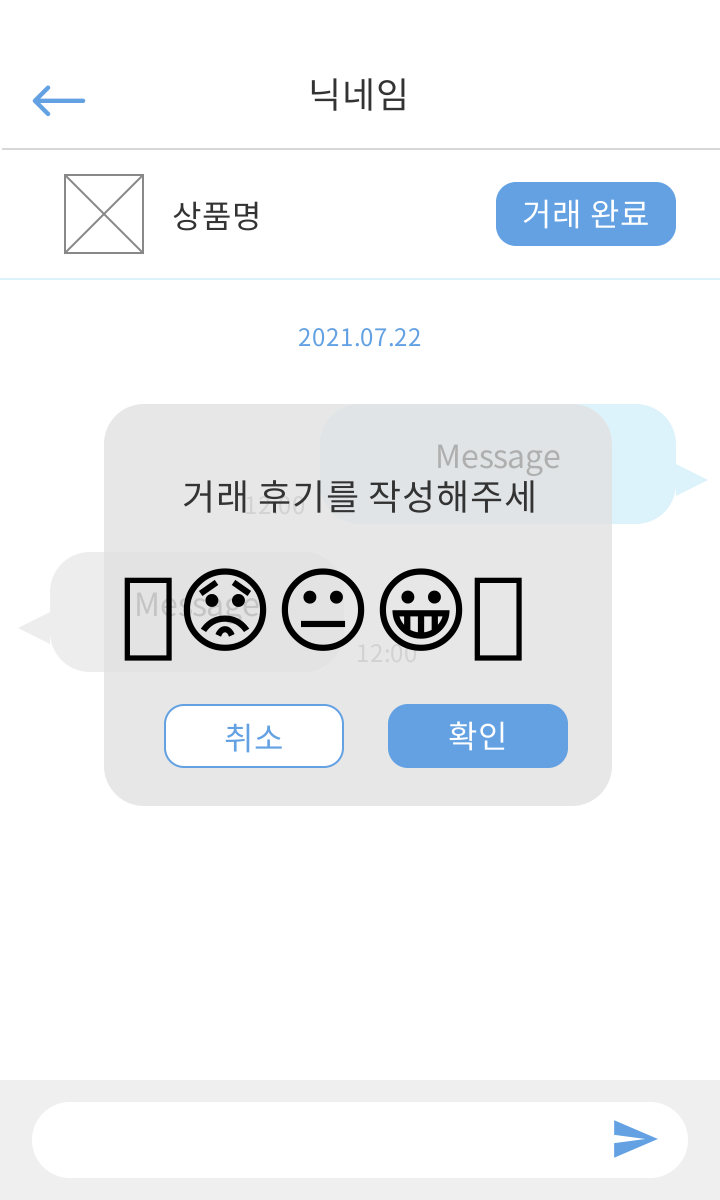 닉네임
상품명
거래 완료
2021.07.22
Message
12:00
거래 후기를 작성해주세
Message
12:00
취소
확인